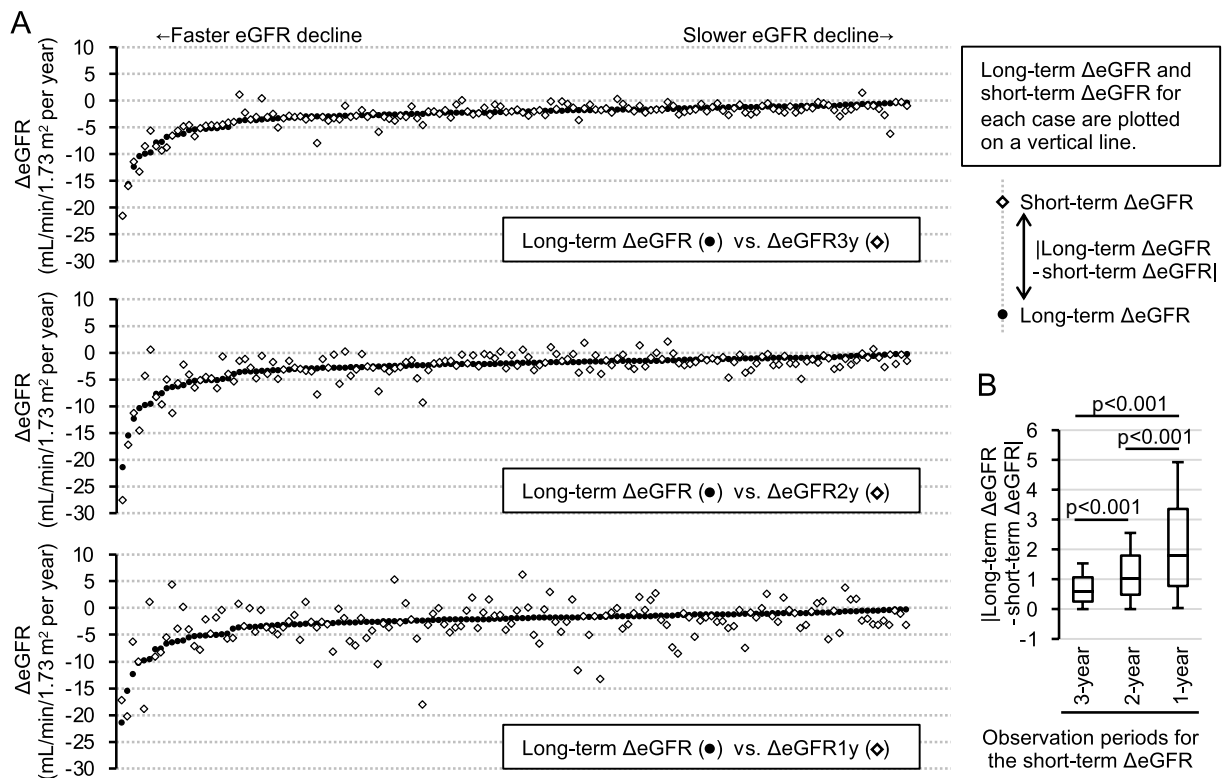 A
←Faster eGFR decline
Slower eGFR decline→
ΔeGFR
(mL/min/1.73 m² per year)
10
5
0
-5
-10
-15
-20
-25
-30
Long-term ΔeGFR (●) vs. ΔeGFR3y (◇)
Long-term ΔeGFR and
short-term ΔeGFR for
each case are plotted
on a vertical line.
Short-term ΔeGFR
|Long-term ΔeGFR
-short-term ΔeGFR|
Long-term ΔeGFR
ΔeGFR
(mL/min/1.73 m² per year)
10
5
0
-5
-10
-15
-20
-25
-30
Long-term ΔeGFR (●) vs. ΔeGFR2y (◇)
ΔeGFR
(mL/min/1.73 m² per year)
10
5
0
-5
-10
-15
-20
-25
-30
Long-term ΔeGFR (●) vs. ΔeGFR1y (◇)
B
|Long-term ΔeGFR
-short-term ΔeGFR|
6
5
4
3
2
1
0
-1
p<0.001
p<0.001
p<0.001
3-year
2-year
1-year
Observation periods for
the short-term ΔeGFR